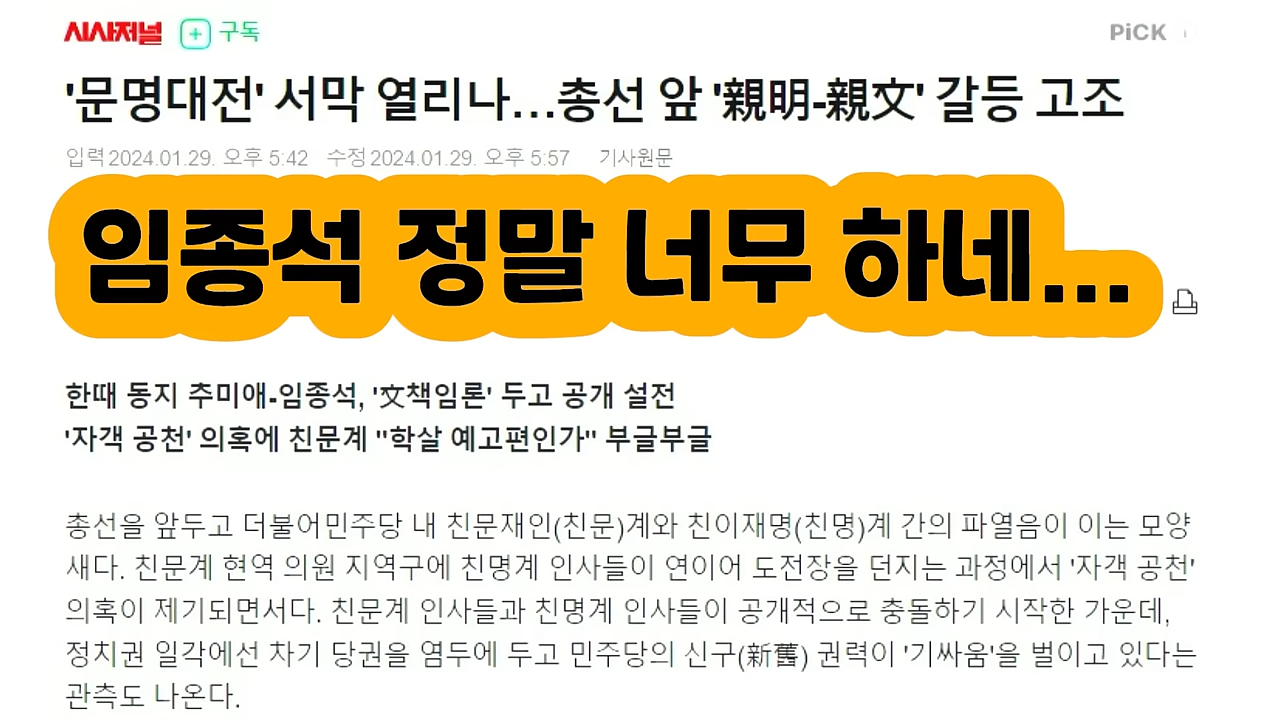 시사저널 + 구독 PiCK
'문명대전' 서막 열리나…총선 앞 '親明-親文' 갈등 고조
입력 2024.01.29. 오후 5:42 수정 2024.01.29. 오후 5:57 기사원문
임종석 정말 너무 하네...
한때 동지 추미애-임종석, '文책임론' 두고 공개 설전
'자객 공천' 의혹에 친문계 "학살 예고편인가" 부글부글
총선을 앞두고 더불어민주당 내 친문재인(친문)계와 친이재명(친명)계 간의 파열음이 이는 모양
새다. 친문계 현역 의원 지역구에 친명계 인사들이 연이어 도전장을 던지는 과정에서 '자객 공천'
의혹이 제기되면서다. 친문계 인사들과 친명계 인사들이 공개적으로 충돌하기 시작한 가운데,
정치권 일각에선 차기 당권을 염두에 두고 민주당의 신구(新舊) 권력이 '기싸움'을 벌이고 있다는
관측도 나온다.